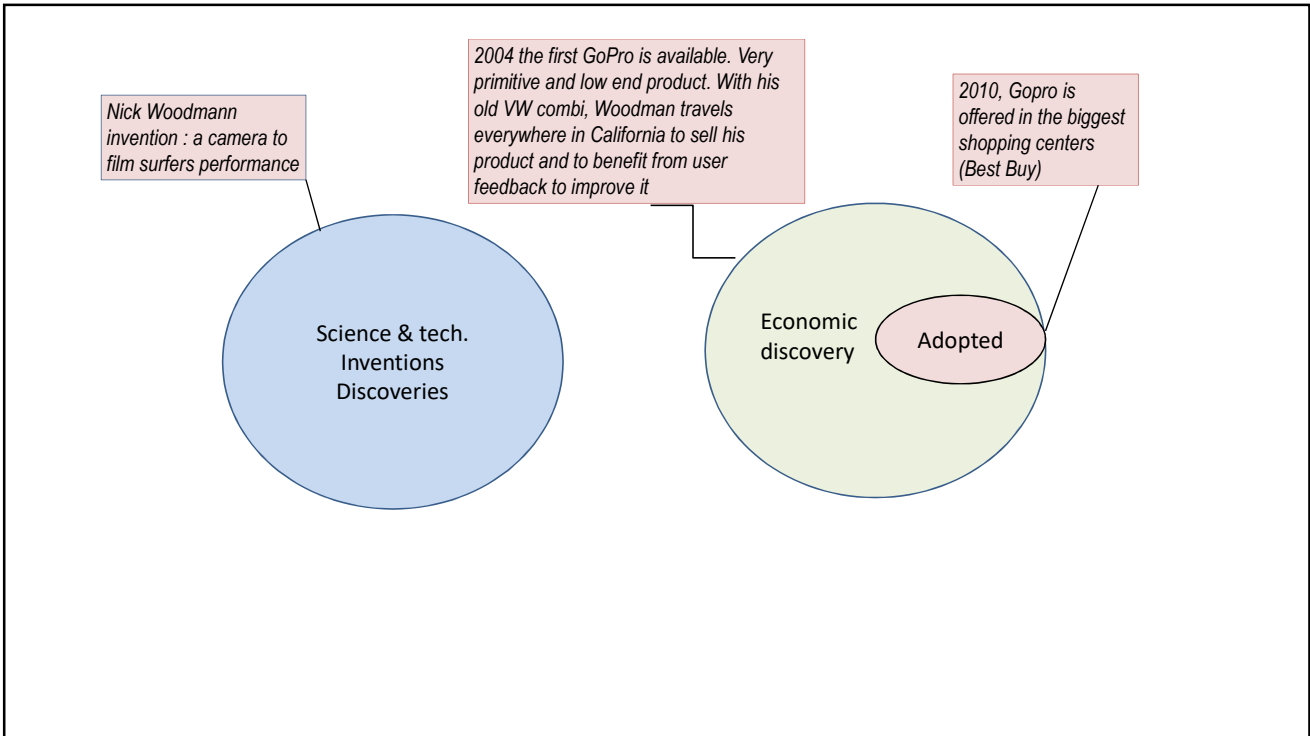 Nick Woodmann
invention : a camera to
film surfers performance
2004 the first GoPro is available. Very
primitive and low end product. With his
old VW combi, Woodman travels
everywhere in California to sell his
product and to benefit from user
feedback to improve it
2010, Gopro is
offered in the biggest
shopping centers
(Best Buy)
Science & tech.
Inventions
Discoveries
Economic
discovery
Adopted